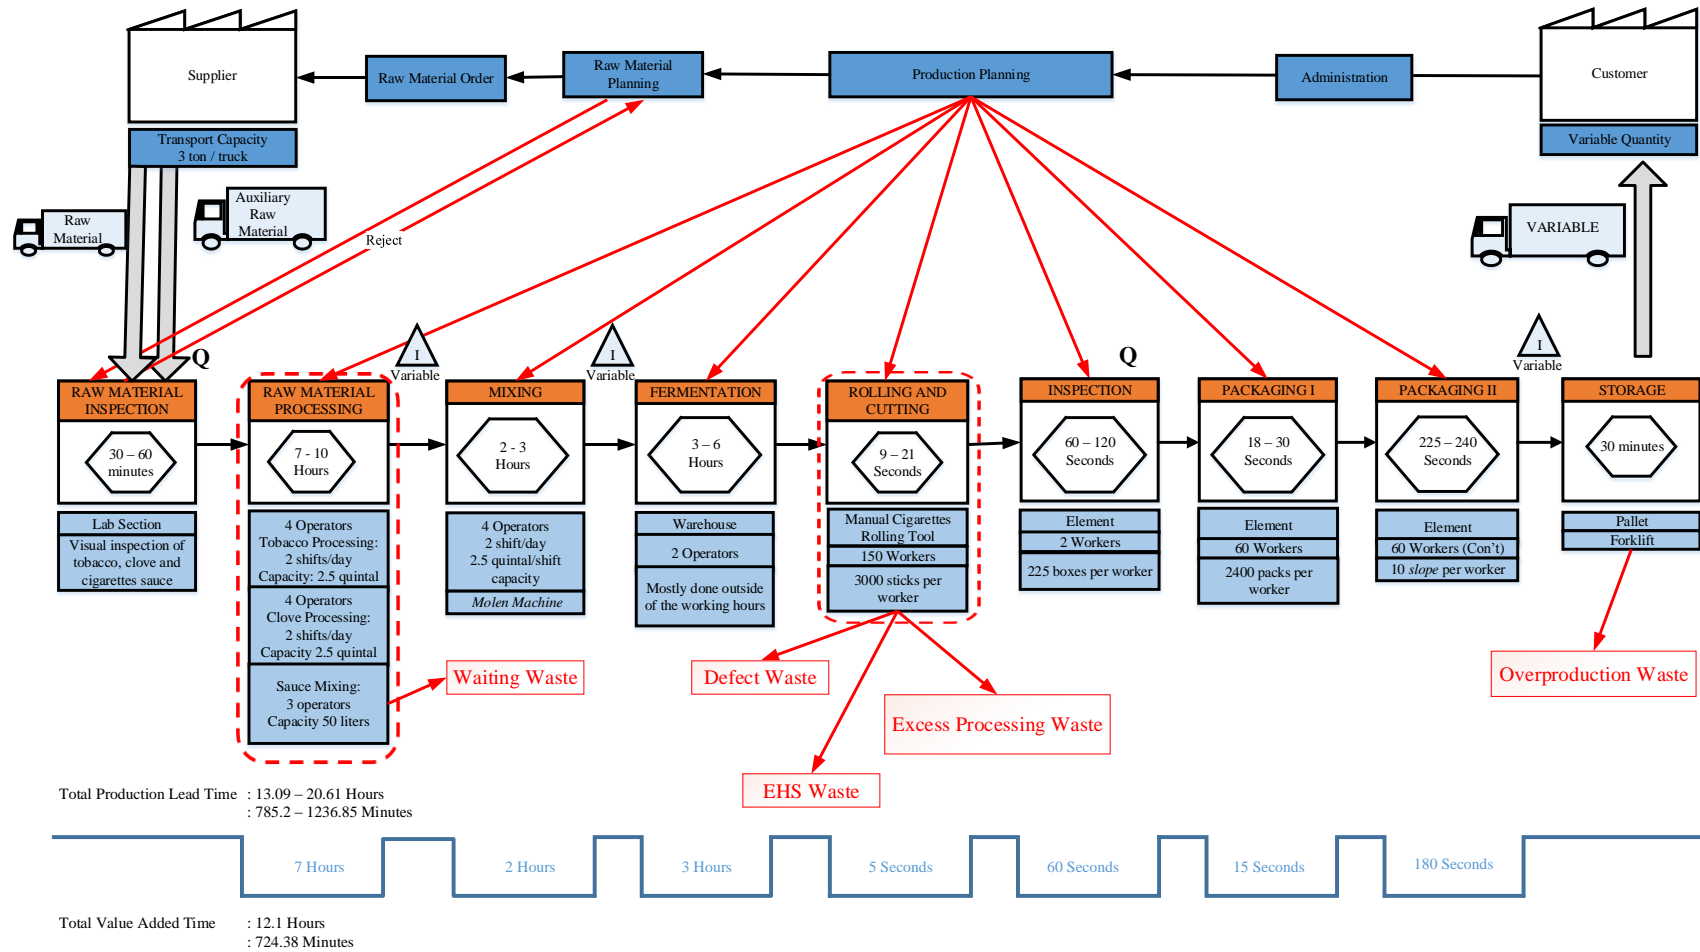 Supplier
Raw Material Order
Raw Material
Planning
Production Planning
Administration
Customer
Transport Capacity
3 ton / truck
Variable Quantity
Raw
Material
Auxiliary
Raw
Material
Reject
VARIABLE
Q
I
Variable
I
Variable
Q
I
Variable
RAW MATERIAL
INSPECTION
30 – 60
minutes
Lab Section
Visual inspection of
tobacco, clove and
cigarettes sauce
RAW MATERIAL
PROCESSING
7 - 10
Hours
4 Operators
Tobacco Processing:
2 shifts/day
Capacity: 2.5 quintal
4 Operators
Clove Processing:
2 shifts/day
Capacity 2.5 quintal
Sauce Mixing:
3 operators
Capacity 50 liters
MIXING
2 - 3
Hours
4 Operators
2 shift/day
2.5 quintal/shift
capacity
Molen Machine
FERMENTATION
3 – 6
Hours
Warehouse
2 Operators
Mostly done outside
of the working hours
ROLLING AND
CUTTING
9 – 21
Seconds
Manual Cigarettes
Rolling Tool
150 Workers
3000 sticks per
worker
INSPECTION
60 – 120
Seconds
Element
2 Workers
225 boxes per worker
PACKAGING I
18 – 30
Seconds
Element
60 Workers
2400 packs per
worker
PACKAGING II
225 – 240
Seconds
Element
60 Workers (Con’t)
10 slope per worker
STORAGE
30 minutes
Pallet
Forklift
Waiting Waste
Defect Waste
Excess Processing Waste
EHS Waste
Overproduction Waste
Total Production Lead Time : 13.09 – 20.61 Hours
: 785.2 – 1236.85 Minutes
7 Hours
2 Hours
3 Hours
5 Seconds
60 Seconds
15 Seconds
180 Seconds
Total Value Added Time : 12.1 Hours
: 724.38 Minutes